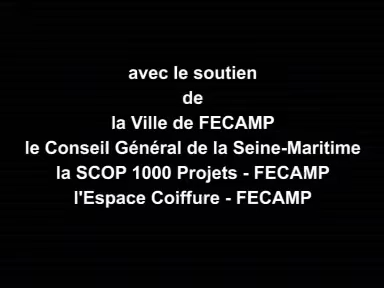 avec le soutien
de
la Ville de FECAMP
le Conseil Général de la Seine-Maritime
la SCOP 1000 Projets - FECAMP
l'Espace Coiffure - FECAMP